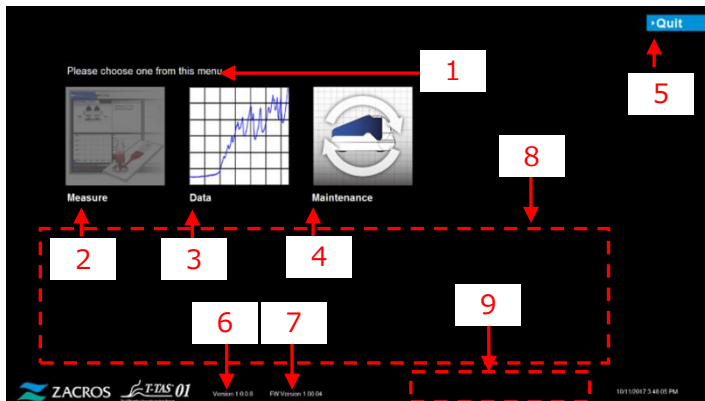 Quit
Please choose one from this menu
1
5
8
Measure
Data
Maintenance
2
3
4
6
7
9
ZACROS
T-TAS 01
Version 1.0.0.8
FW Version 1.00.04
10/11/2017 3:48:05 PM